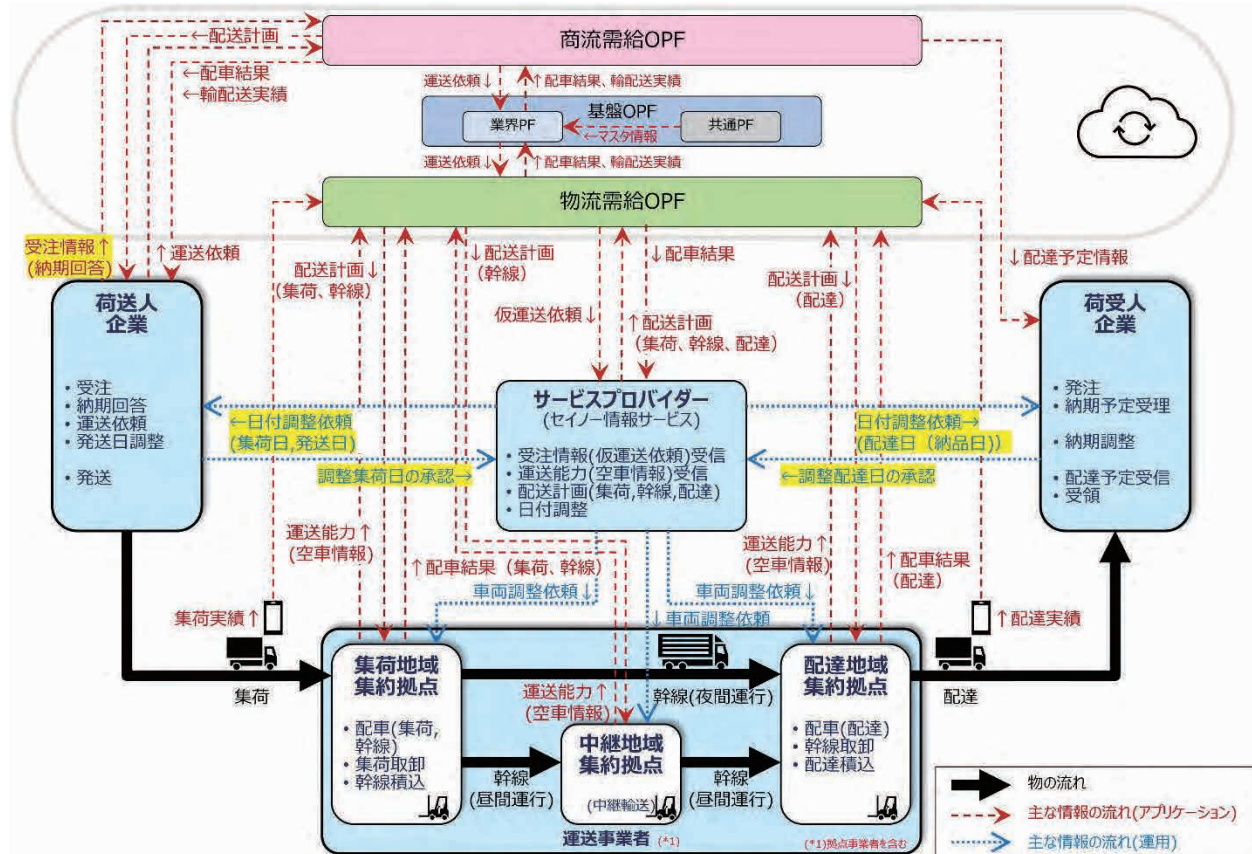 商流需給OPF
←配送計画
←配車結果
←輸配送実績
運送依頼↓
↑配車結果、輸配送実績
基盤OPF
業界PF
共通PF
←マスタ情報
運送依頼↓
↑配車結果、輸配送実績
物流需給OPF
受注情報↑
(納期回答)
↑運送依頼
配送計画↓
(集荷、幹線)
↓配送計画
(幹線)
↓配車結果
仮運送依頼↓
↑配送計画
(集荷、幹線、配達)
配送計画↓
(配達)
↓配達予定情報
荷送人
企業
・受注
・納期回答
・運送依頼
・発送日調整
・発送
サービスプロバイダー
(セイノー情報サービス)
・受注情報(仮運送依頼)受信
・運送能力(空車情報)受信
・配送計画(集荷,幹線,配達)
・日付調整
荷受人
企業
・発注
・納期予定受理
・納期調整
・配達予定受信
・受領
←日付調整依頼
(集荷日,発送日)
調整集荷日の承認→
日付調整依頼→
(配達日〔納品日〕)
←調整配達日の承認
運送能力↑
(空車情報)
↑配車結果（集荷、幹線）
運送能力↑
(空車情報)
↑配車結果
(配達)
車両調整依頼↓
↓車両調整依頼
車両調整依頼↓
集荷実績↑
↑配達実績
集荷
集荷地域
集約拠点
・配車(集荷,
幹線)
・集荷取卸
・幹線積込
運送能力↑
(空車情報)
幹線(夜間運行)
中継地域
集約拠点
(中継輸送)
幹線
(昼間運行)
幹線
(昼間運行)
配達地域
集約拠点
・配車(配達)
・幹線取卸
・配達積込
配達
運送事業者 (*1)
(*1)拠点事業者を含む
物の流れ
主な情報の流れ(アプリケーション)
主な情報の流れ(運用)